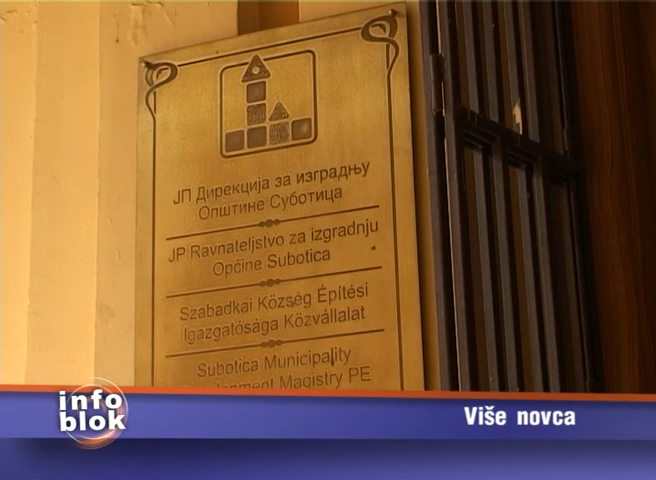 ЈП Дирекција за изградњу
Општине Суботица
JP Ravnateljstvo za izgradnju
Općine Subotica
Szabadkai Község Építési
Igazgatósága Közvállalat
Subotica Municipality
Magistry PE
info
blok
Više novca